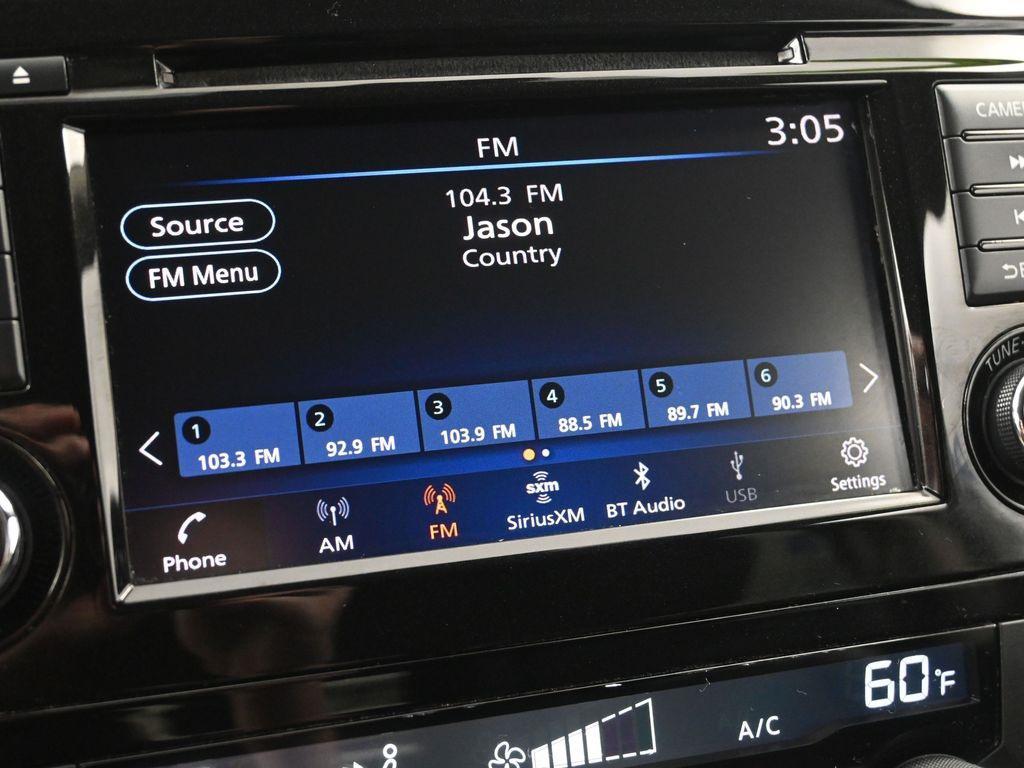 FM
3:05
CAME
104.3 FM
Jason
Country
Source
FM Menu
TUNE
1
103.3 FM
2
92.9 FM
3
103.9 FM
4
88.5 FM
5
89.7 FM
6
90.3 FM
Phone
AM
FM
sxm
SiriusXM
BT Audio
USB
Settings
A/C
60°F